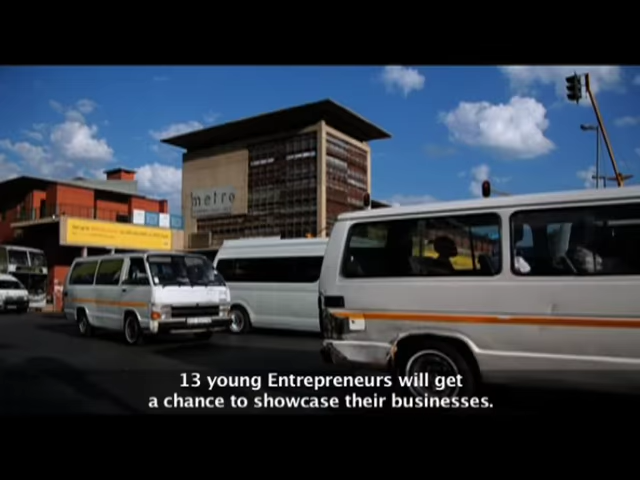 metro
13 young Entrepreneurs will get
a chance to showcase their businesses.